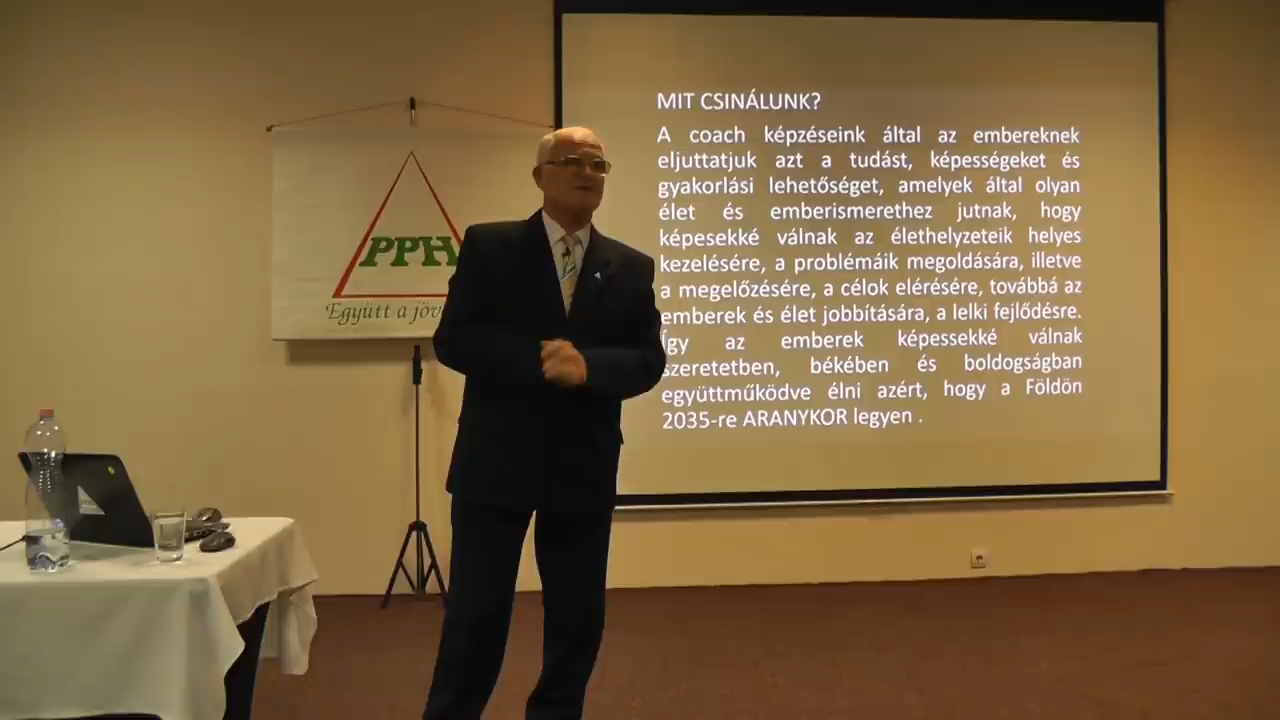 PPH
Együtt a
MIT CSINÁLUNK?
A coach képzéseink által az embereknek
eljuttatjuk azt a tudást, képességeket és
gyakorlási lehetőséget, amelyek által olyan
élet és emberismerethez jutnak, hogy
képesekké válnak az élethelyzeteik helyes
kezelésére, a problémáik megoldására, illetve
a megelőzésére, a célok elérésére, továbbá az
emberek és élet jobbítására, a lelki fejlődésre.
Így az emberek képessekké válnak
szeretetben, békében és boldogságban
együttműködve élni azért, hogy a Földön
2035-re ARANYKOR legyen .